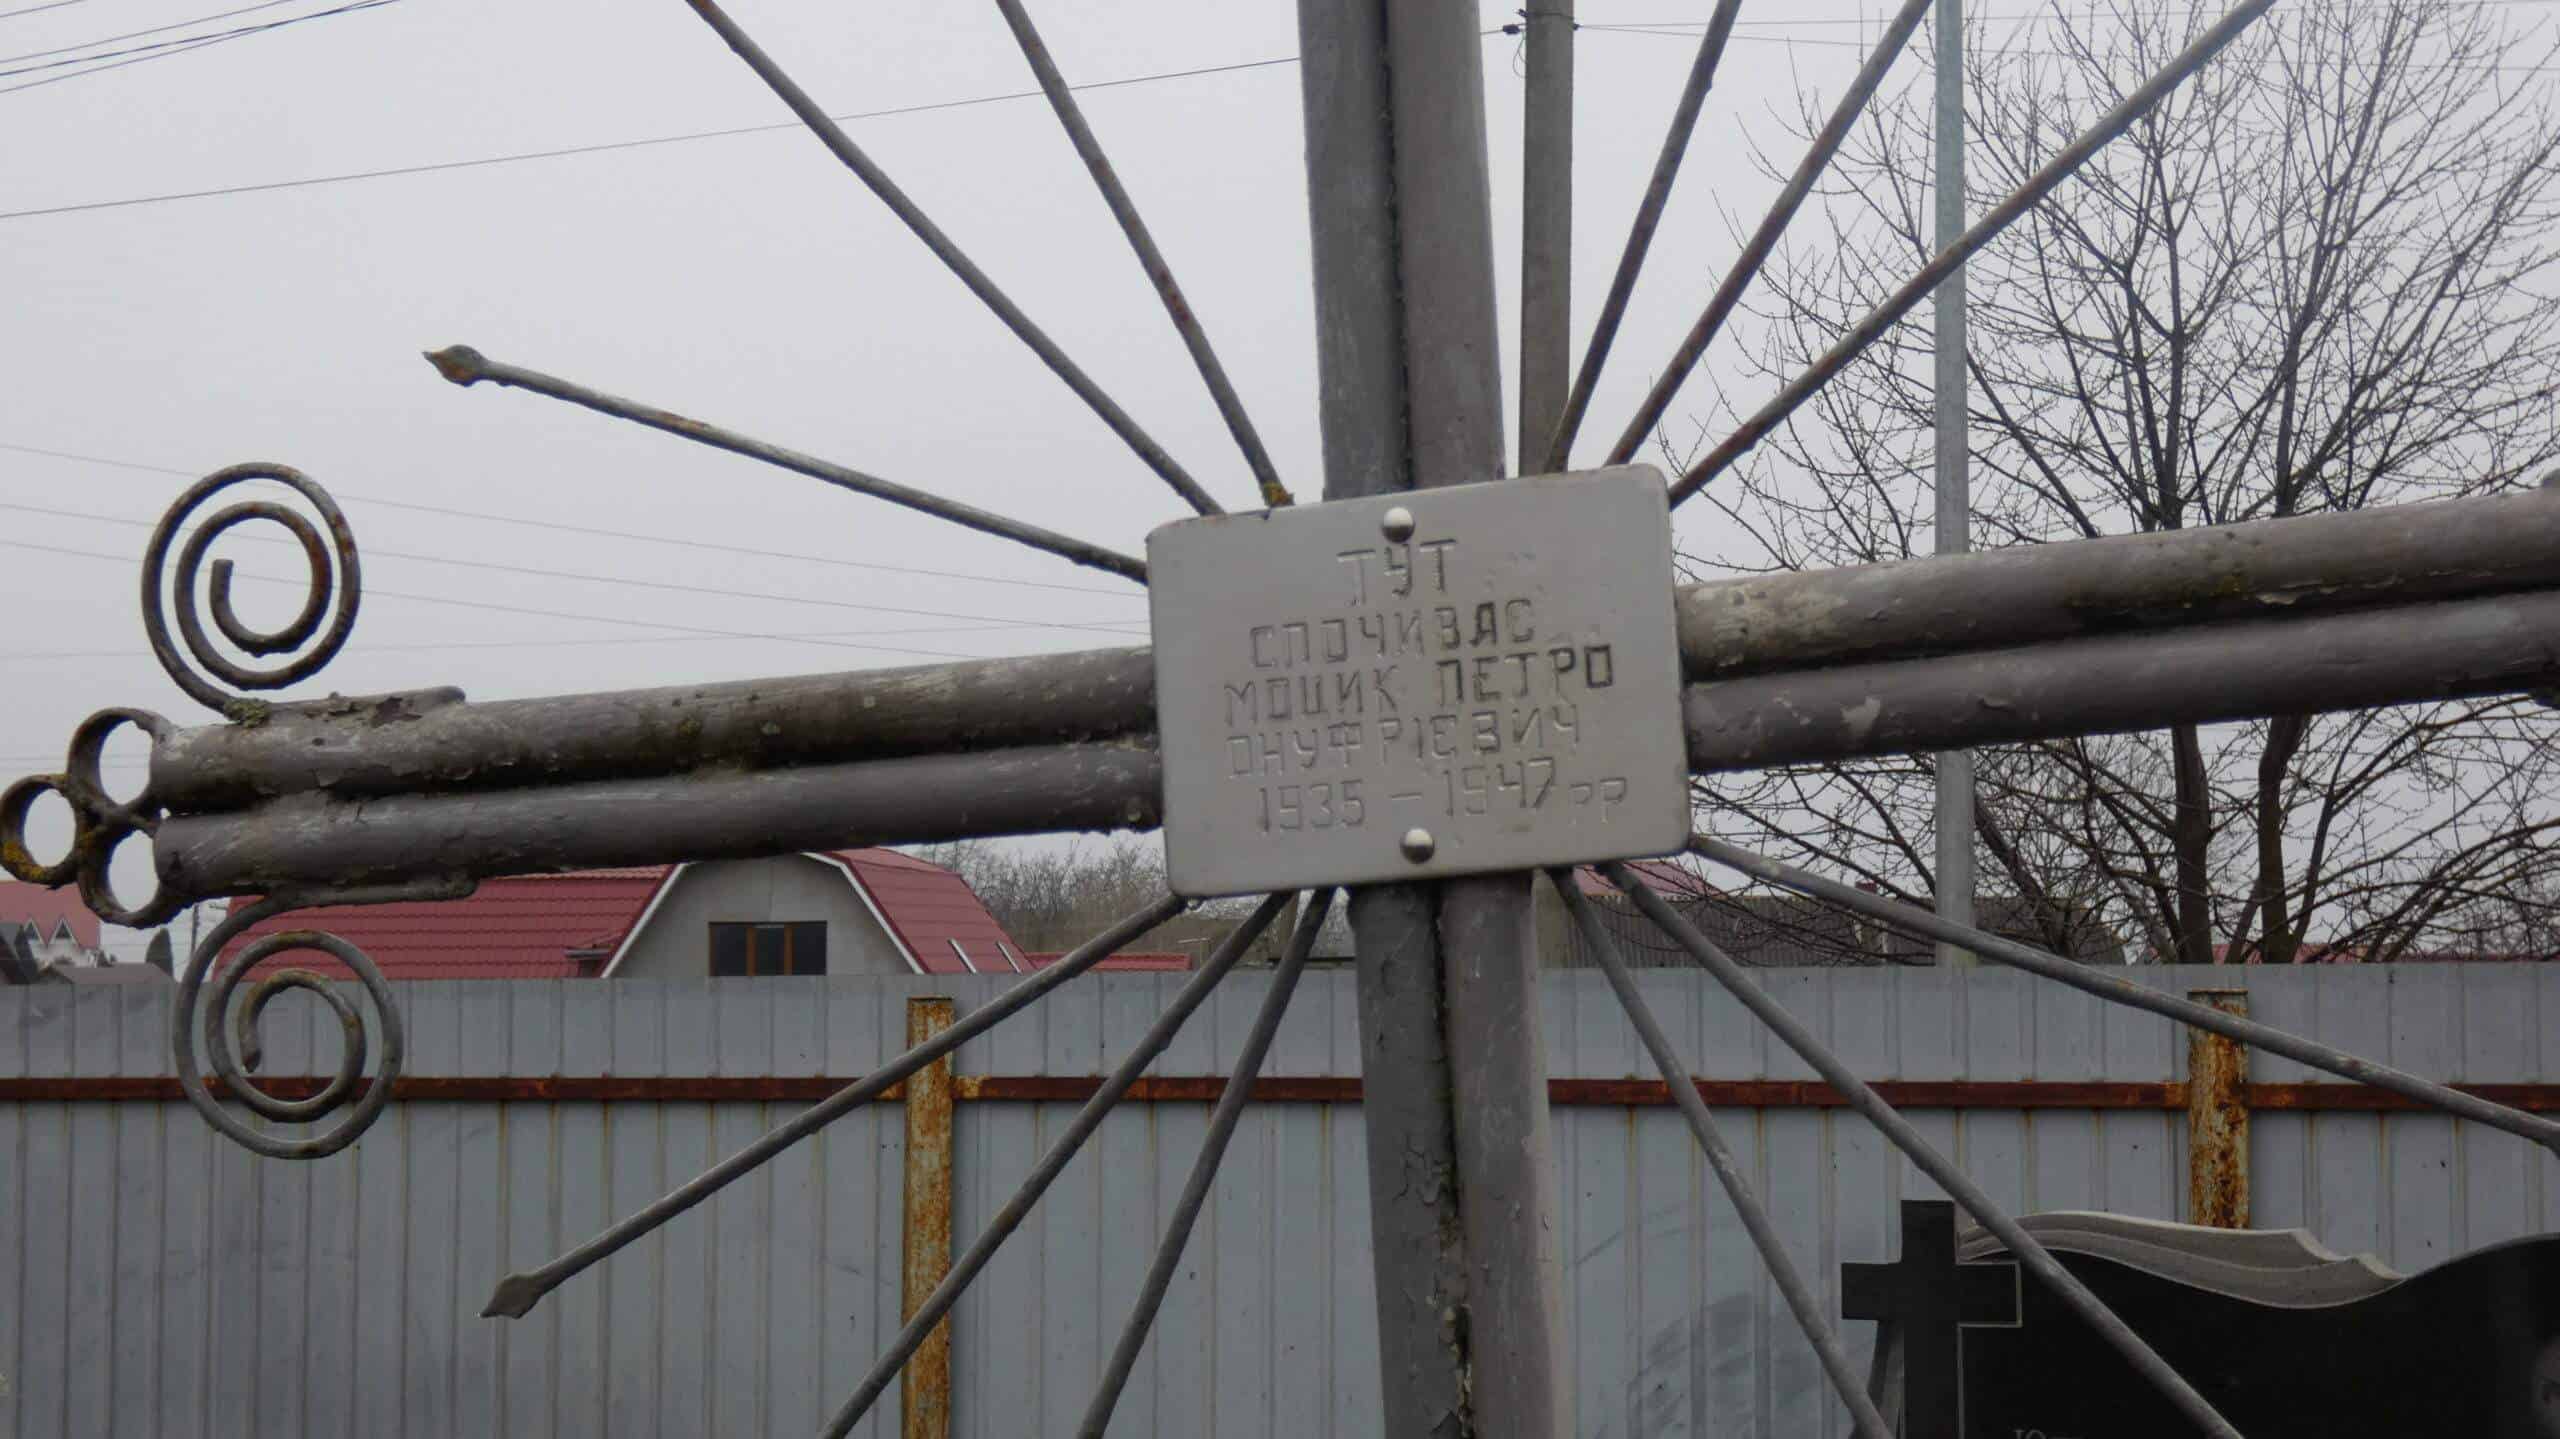 ТУТ
СПОЧИВАЄ
МОЦИК ПЕТРО
ОНУФРІЄВИЧ
1935 – 1947 рр